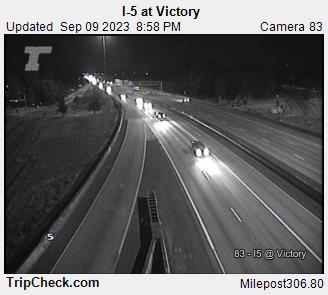 I-5 at Victory
Updated Sep 09 2023 8:58 PM Camera 83
T
S
83 - I5 @ Victory
TripCheck.com Milepost306.80